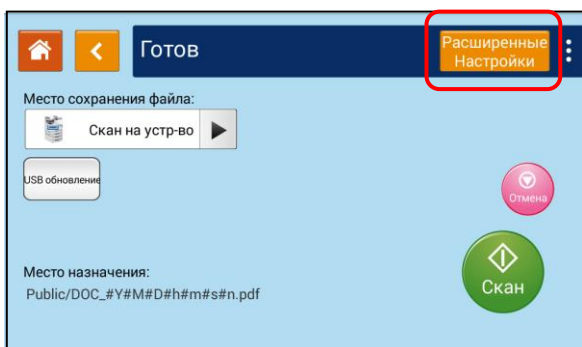 Готов
Расширенные
Настройки
Место сохранения файла:
Скан на устр-во
USB обновление
Отмена
Место назначения:
Public/DOC_#Y#M#D#h#m#s#n.pdf
Скан